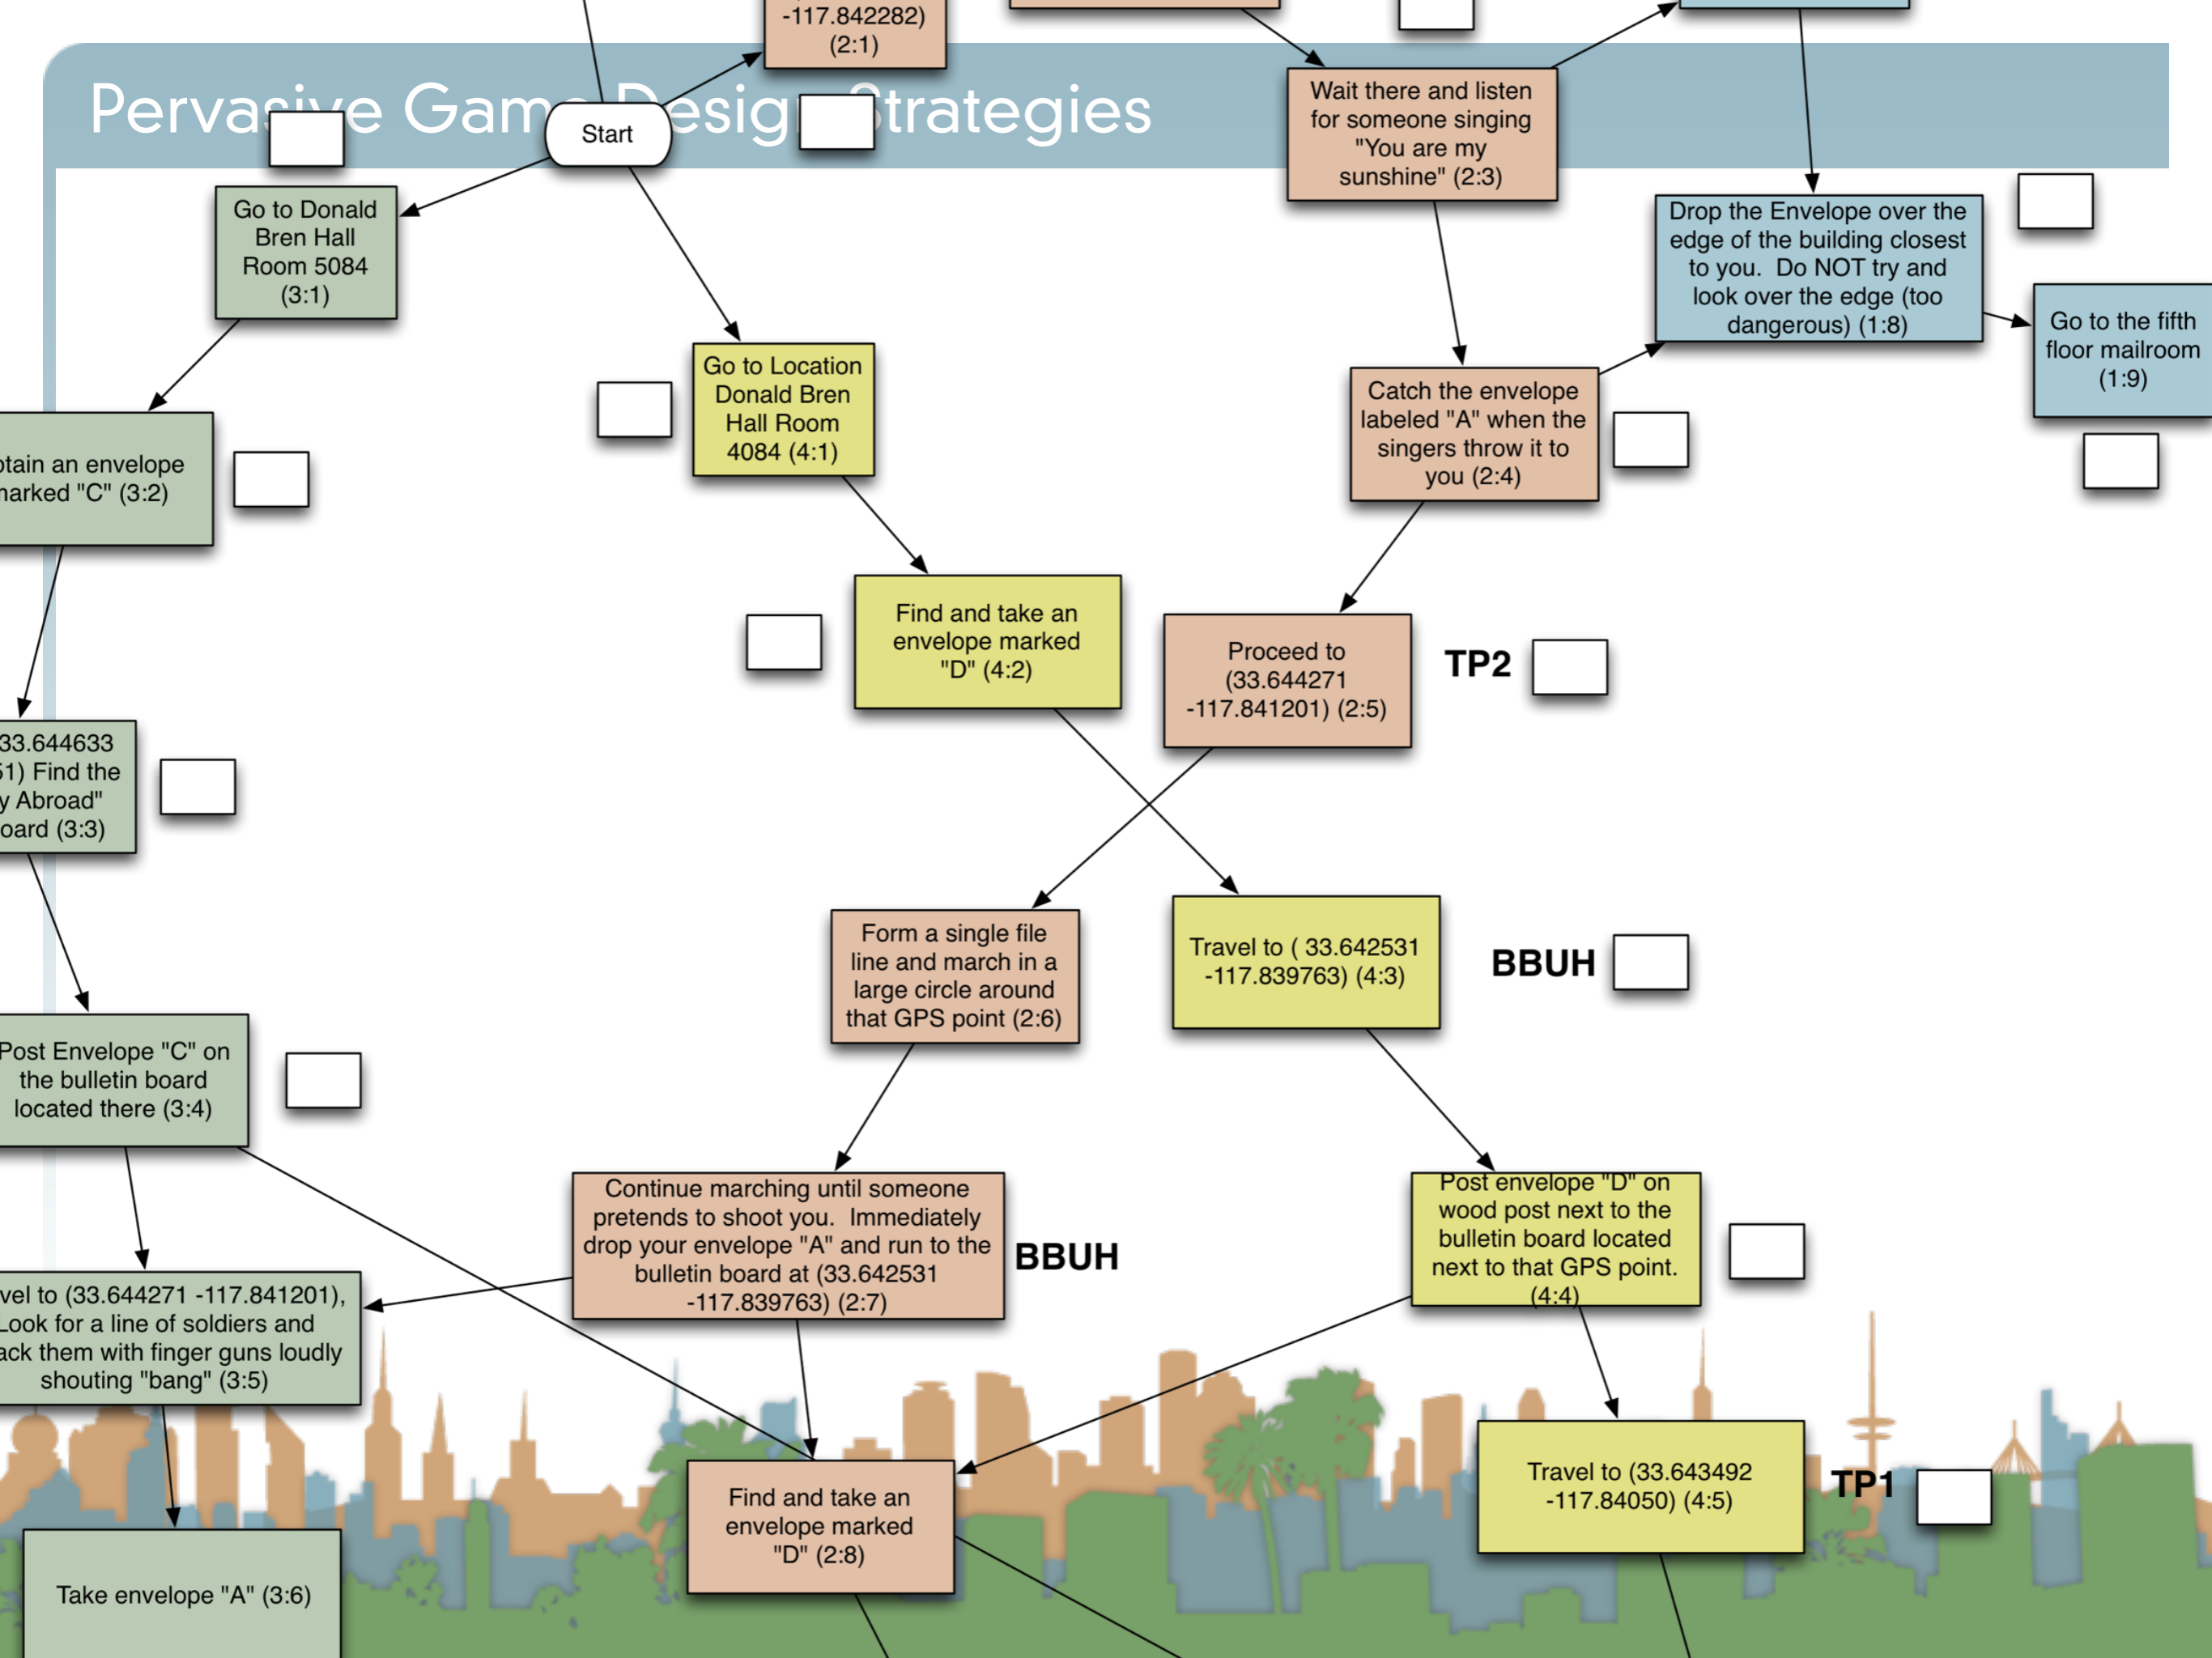 -117.842282)
(2:1)
Pervasive Game Design Strategies
Start
Wait there and listen
for someone singing
"You are my
sunshine" (2:3)
Go to Donald
Bren Hall
Room 5084
(3:1)
Drop the Envelope over the
edge of the building closest
to you.  Do NOT try and
look over the edge (too
dangerous) (1:8)
Go to the fifth
floor mailroom
(1:9)
Go to Location
Donald Bren
Hall Room
4084 (4:1)
Catch the envelope
labeled "A" when the
singers throw it to
you (2:4)
an envelope
"C" (3:2)
Find and take an
envelope marked
"D" (4:2)
Proceed to
(33.644271
-117.841201) (2:5)
TP2
33.644633
51) Find the
y Abroad"
oard (3:3)
Form a single file
line and march in a
large circle around
that GPS point (2:6)
Travel to ( 33.642531
-117.839763) (4:3)
BBUH
Post Envelope "C" on
the bulletin board
located there (3:4)
Continue marching until someone
pretends to shoot you.  Immediately
drop your envelope "A" and run to the
bulletin board at (33.642531
-117.839763) (2:7)
BBUH
Post envelope "D" on
wood post next to the
bulletin board located
next to that GPS point.
(4:4)
vel to (33.644271 -117.841201),
Look for a line of soldiers and
ack them with finger guns loudly
shouting "bang" (3:5)
Find and take an
envelope marked
"D" (2:8)
Travel to (33.643492
-117.84050) (4:5)
TP1
Take envelope "A" (3:6)